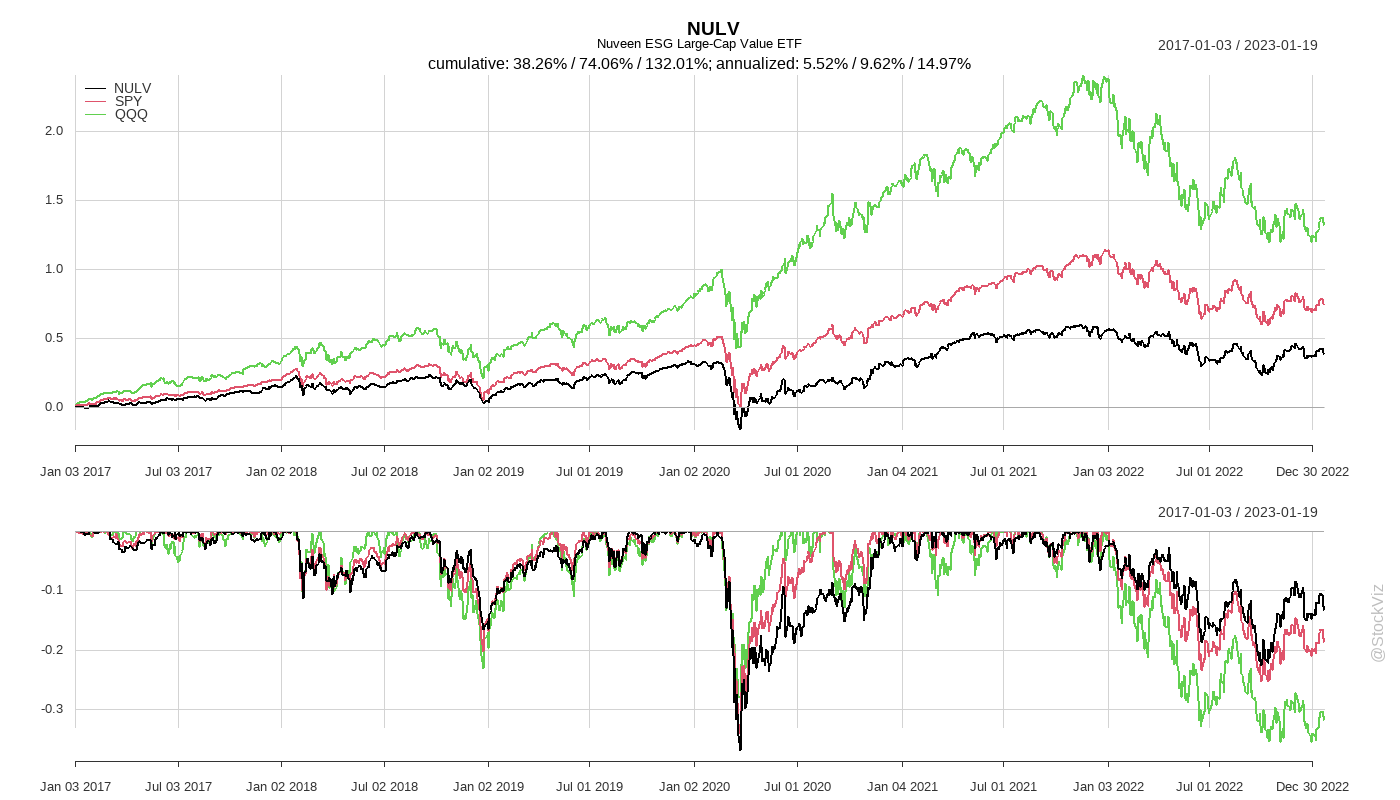 NULV
Nuveen ESG Large-Cap Value ETF
2017-01-03 / 2023-01-19
cumulative: 38.26% / 74.06% / 132.01%; annualized: 5.52% / 9.62% / 14.97%
NULV
SPY
QQQ
2.0
1.5
1.0
0.5
0.0
Jan 03 2017 Jul 03 2017 Jan 02 2018 Jul 02 2018 Jan 02 2019 Jul 01 2019 Jan 02 2020 Jul 01 2020 Jan 04 2021 Jul 01 2021 Jan 03 2022 Jul 01 2022 Dec 30 2022
2017-01-03 / 2023-01-19
-0.1
-0.2
-0.3
Jan 03 2017 Jul 03 2017 Jan 02 2018 Jul 02 2018 Jan 02 2019 Jul 01 2019 Jan 02 2020 Jul 01 2020 Jan 04 2021 Jul 01 2021 Jan 03 2022 Jul 01 2022 Dec 30 2022
@StockViz